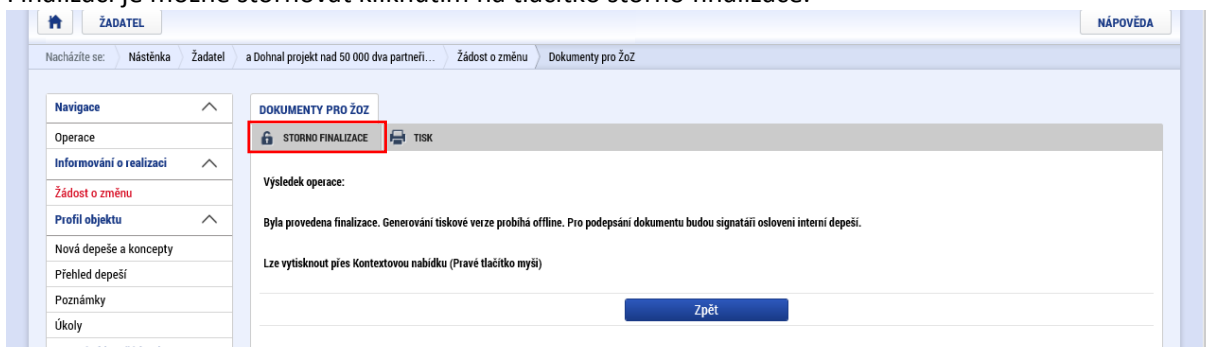 Finalizaci je možné stornovat kliknutím na tlačítko storno finalizace.
ŽADATEL
NÁPOVĚDA
Nacházíte se: Nástěnka Žadatel a Dohnal projekt nad 50 000 dva partneři... Žádost o změnu Dokumenty pro ŽoZ
Navigace
DOKUMENTY PRO ŽOZ
Operace
STORNO FINALIZACE TISK
Informování o realizaci
Výsledek operace:
Žádost o změnu
Profil objektu
Byla provedena finalizace. Generování tiskové verze probíhá offline. Pro podepsání dokumentu budou signatáři osloveni interní depeší.
Nová depeše a koncepty
Lze vytisknout přes Kontextovou nabídku (Pravé tlačítko myši)
Přehled depeší
Poznámky
Zpět
Úkoly